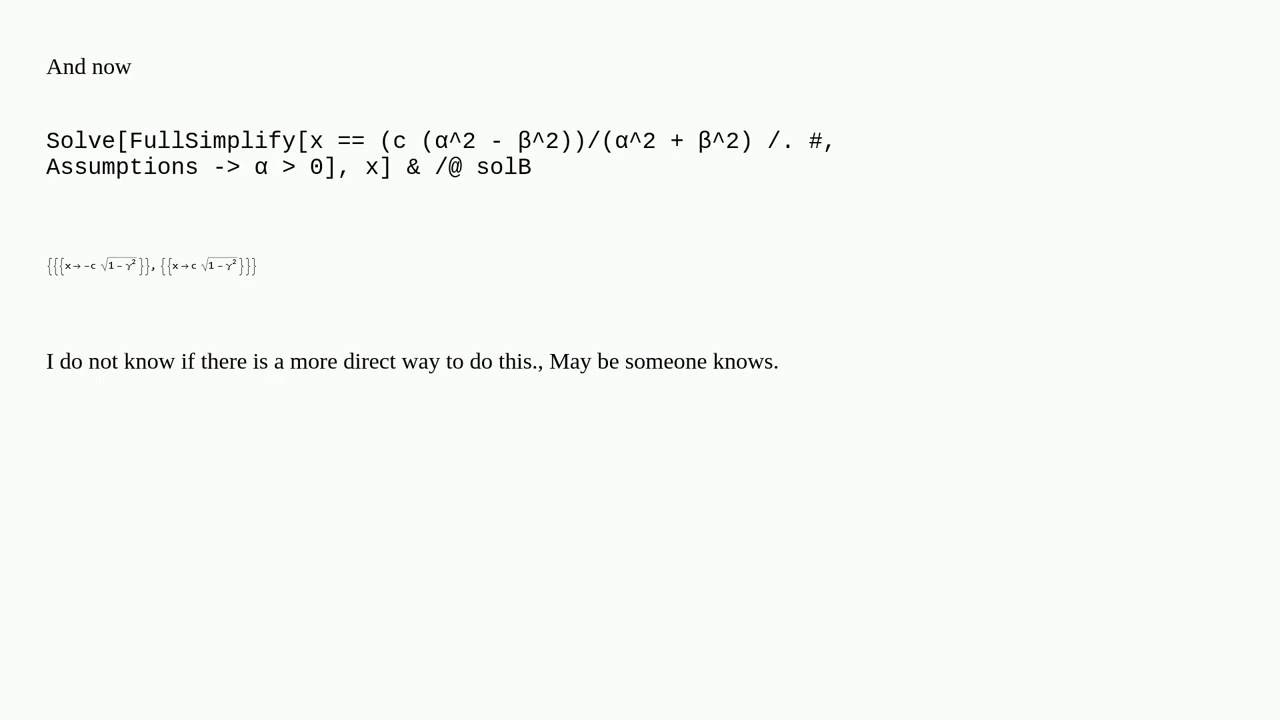 And now
Solve[FullSimplify[x == (c (α^2 - β^2))/(α^2 + β^2) /. #,
Assumptions -> α > 0], x] & /@ solB
{{{x→-c √(1-γ²)}}, {{x→c √(1-γ²)}}}
I do not know if there is a more direct way to do this., May be someone knows.